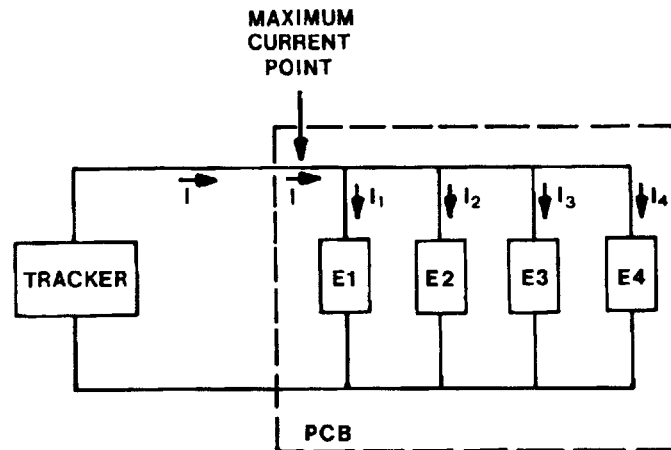 MAXIMUM
CURRENT
POINT
I I I₁ I₂ I₃ I₄
TRACKER E1 E2 E3 E4
PCB